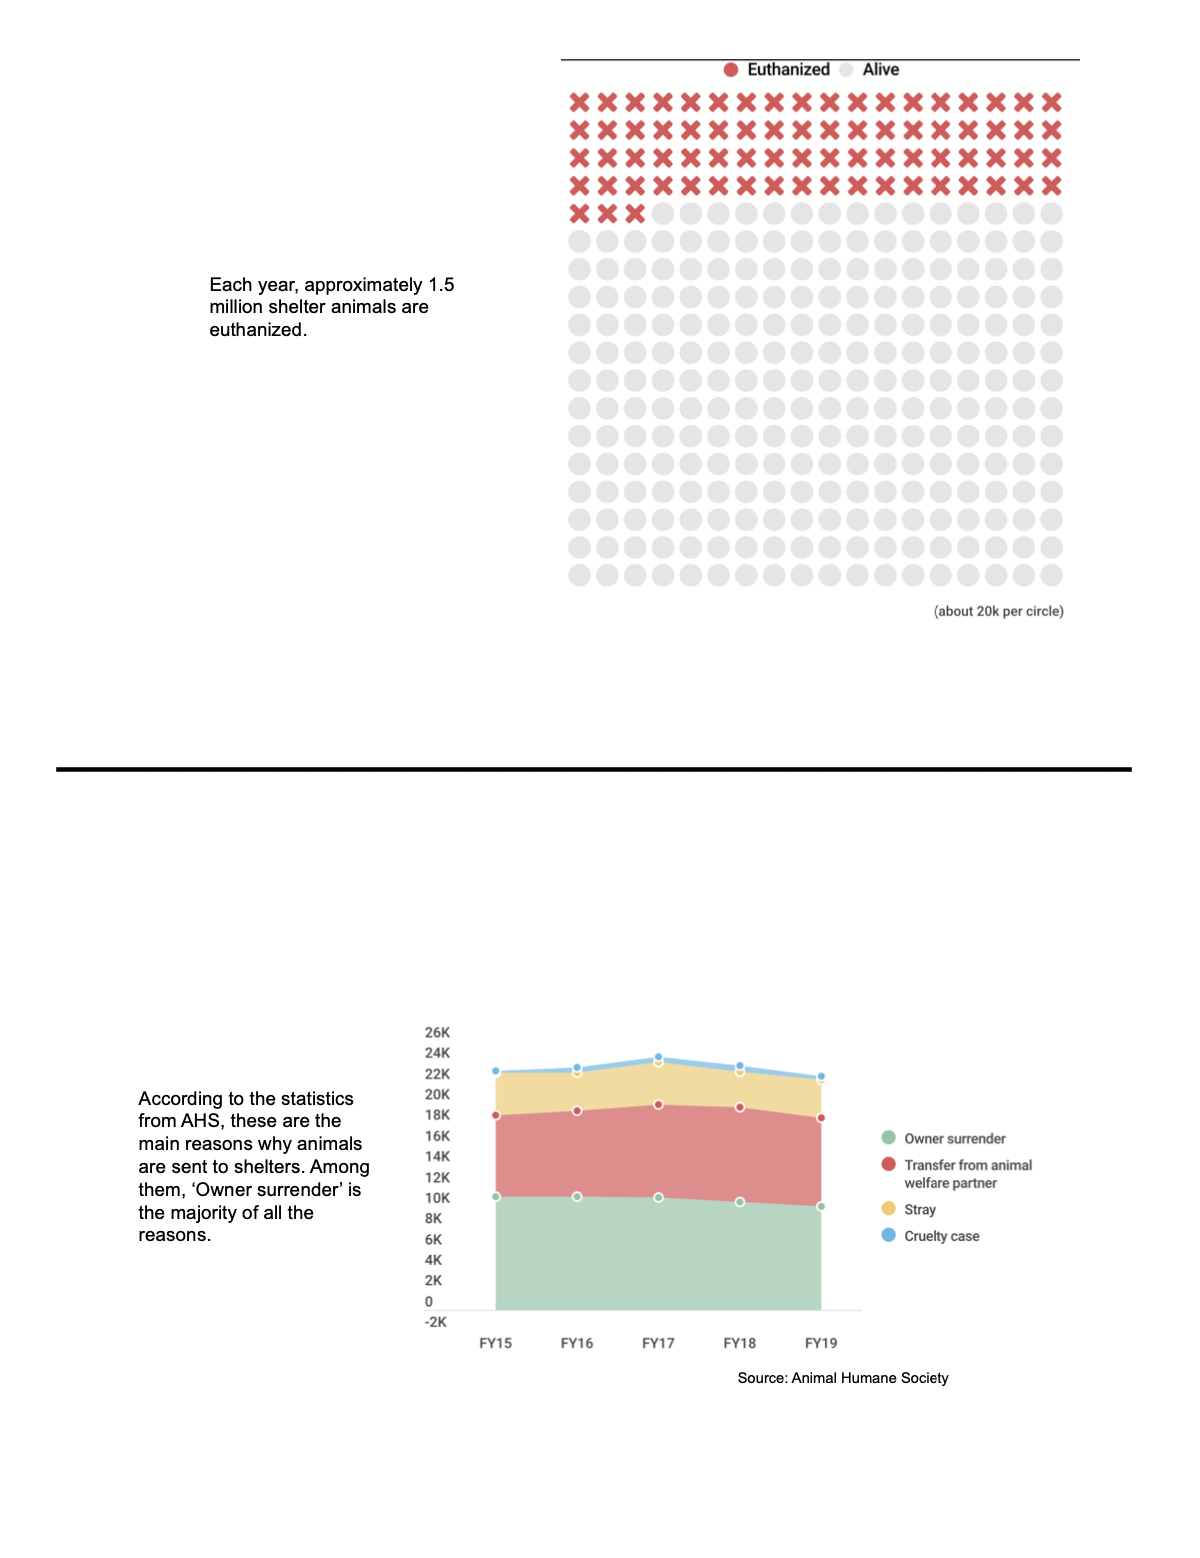 Euthanized Alive
Each year, approximately 1.5
million shelter animals are
euthanized.
(about 20k per circle)
26K
24K
22K
20K
18K
16K
14K
12K
10K
8K
6K
4K
2K
0
-2K
FY15 FY16 FY17 FY18 FY19
According to the statistics
from AHS, these are the
main reasons why animals
are sent to shelters. Among
them, ‘Owner surrender’ is
the majority of all the
reasons.
Owner surrender
Transfer from animal
welfare partner
Stray
Cruelty case
Source: Animal Humane Society